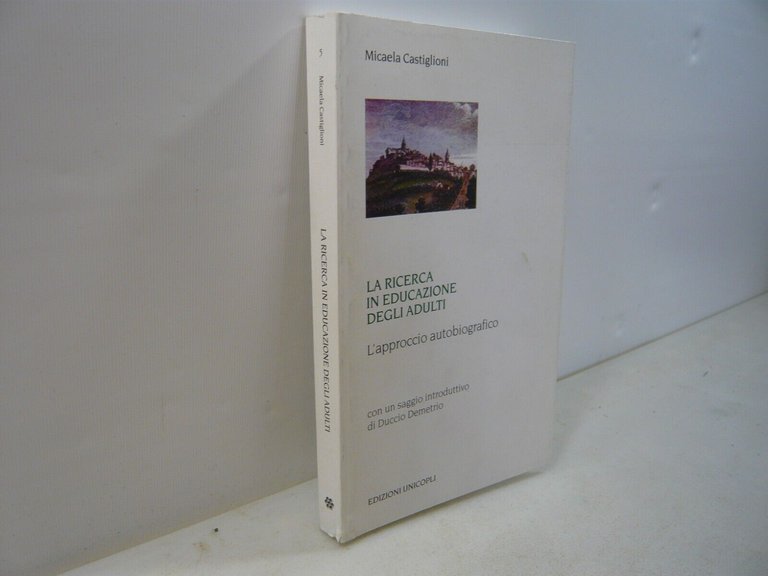 5
Micaela Castiglioni
LA RICERCA IN EDUCAZIONE DEGLI ADULTI
Micaela Castiglioni
LA RICERCA
IN EDUCAZIONE
DEGLI ADULTI
L'approccio autobiografico
con un saggio introduttivo
di Duccio Demetrio
EDIZIONI UNICOPLI